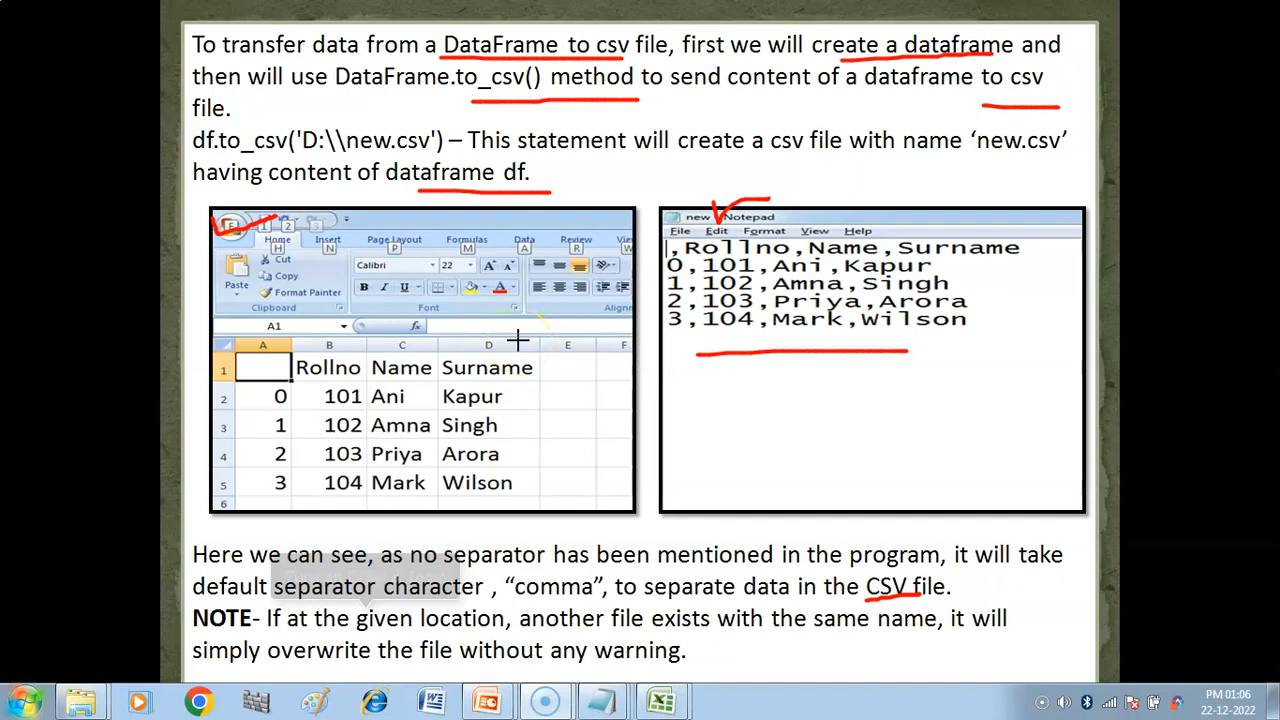 To transfer data from a DataFrame to csv file, first we will create a dataframe and
then will use DataFrame.to_csv() method to send content of a dataframe to csv
file.
df.to_csv('D:\\new.csv') – This statement will create a csv file with name ‘new.csv’
having content of dataframe df.
F 1 2 3
Home Insert Page Layout Formulas Data Review View
H N P M A R W
Cut
Copy
Paste Format Painter
Calibri 22 A A
B I U A
Clipboard Font Alignm
A1 fx
A B C D E F
1 Rollno Name Surname
2 0 101 Ani Kapur
3 1 102 Amna Singh
4 2 103 Priya Arora
5 3 104 Mark Wilson
6
new - Notepad
File Edit Format View Help
,Rollno,Name,Surname
0,101,Ani,Kapur
1,102,Amna,Singh
2,103,Priya,Arora
3,104,Mark,Wilson
Here we can see, as no separator has been mentioned in the program, it will take
default separator character , “comma”, to separate data in the CSV file.
NOTE- If at the given location, another file exists with the same name, it will
simply overwrite the file without any warning.
PM 01:06
22-12-2022